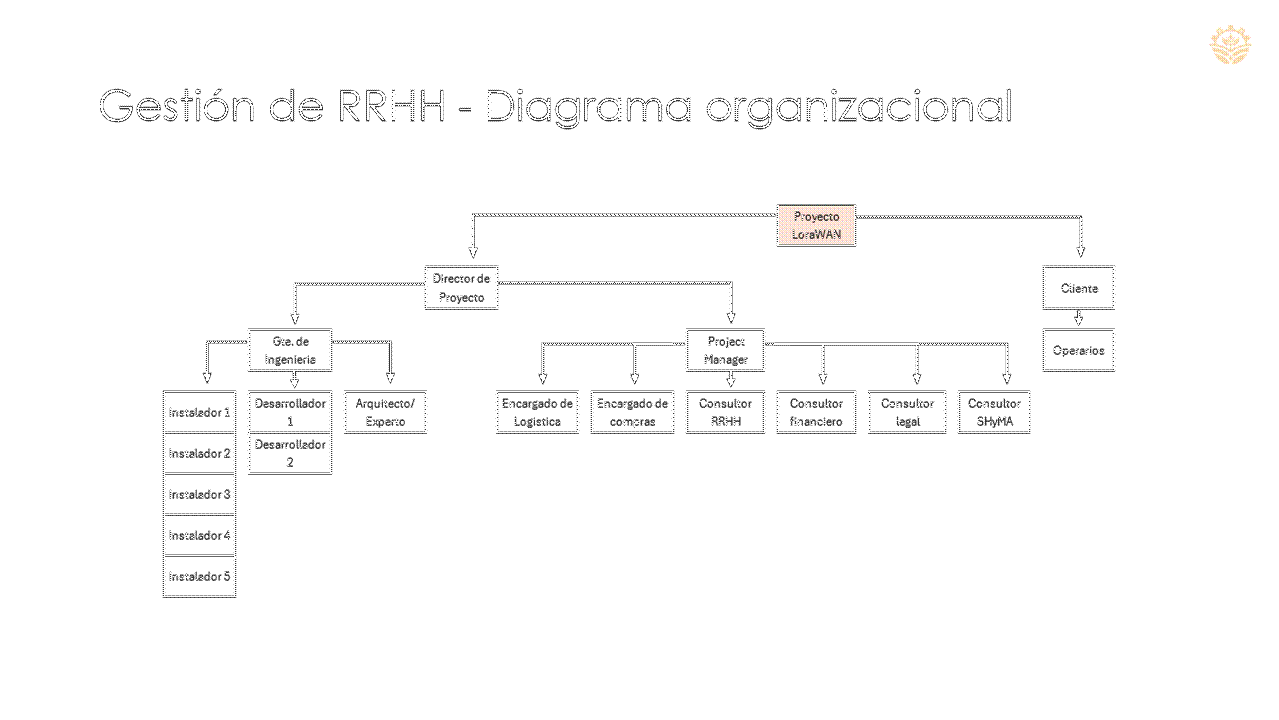 Gestión de RRHH - Diagrama organizacional
Proyecto
LoraWAN
Director de
Proyecto
Cliente
Gte. de
Ingenieria
Project
Manager
Operarios
Instalador 1
Desarrollador
1
Arquitecto/
Experto
Encargado de
Logistica
Encargado de
compras
Consultor
RRHH
Consultor
financiero
Consultor
legal
Consultor
SHyMA
Instalador 2
Desarrollador
2
Instalador 3
Instalador 4
Instalador 5